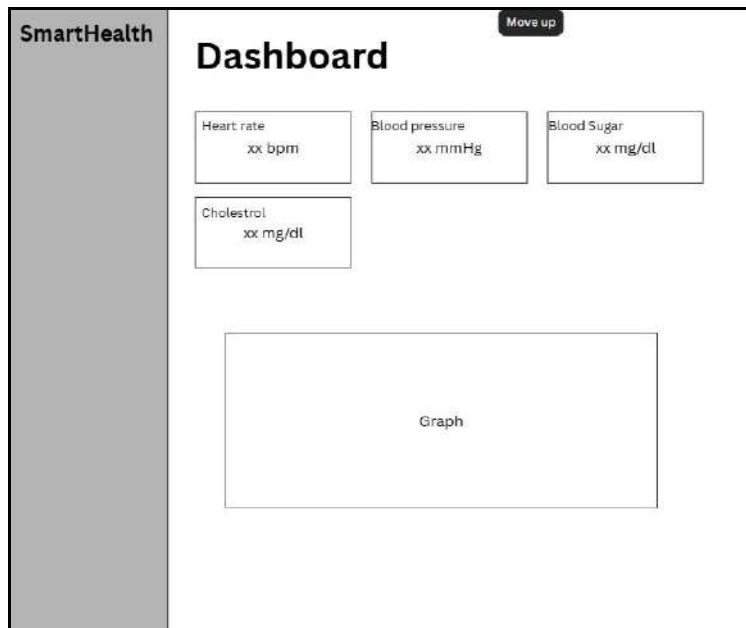 SmartHealth
Move up
Dashboard
Heart rate
xx bpm
Blood pressure
xx mmHg
Blood Sugar
xx mg/dl
Cholestrol
xx mg/dl
Graph